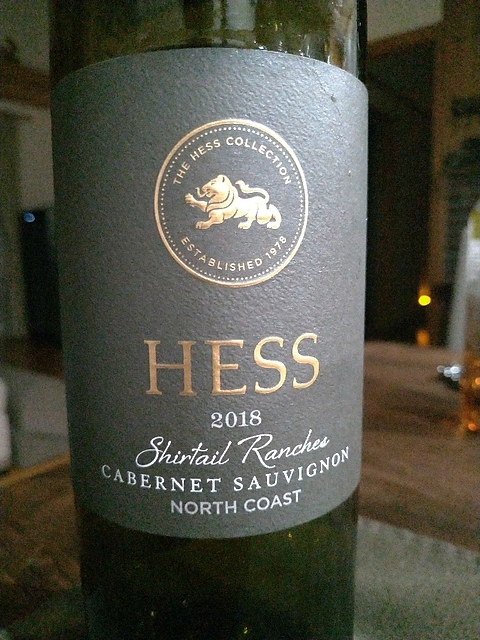 THE HESS COLLECTION
ESTABLISHED 1978
HESS
2018
Shirtail Ranches
CABERNET SAUVIGNON
NORTH COAST